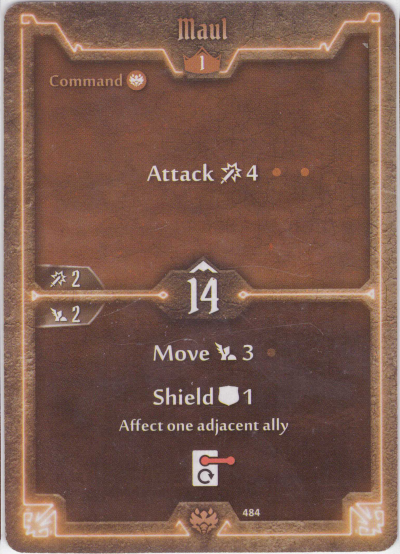 Maul
1
Command
Attack 4
2
14
2
Move 3
Shield 1
Affect one adjacent ally
484